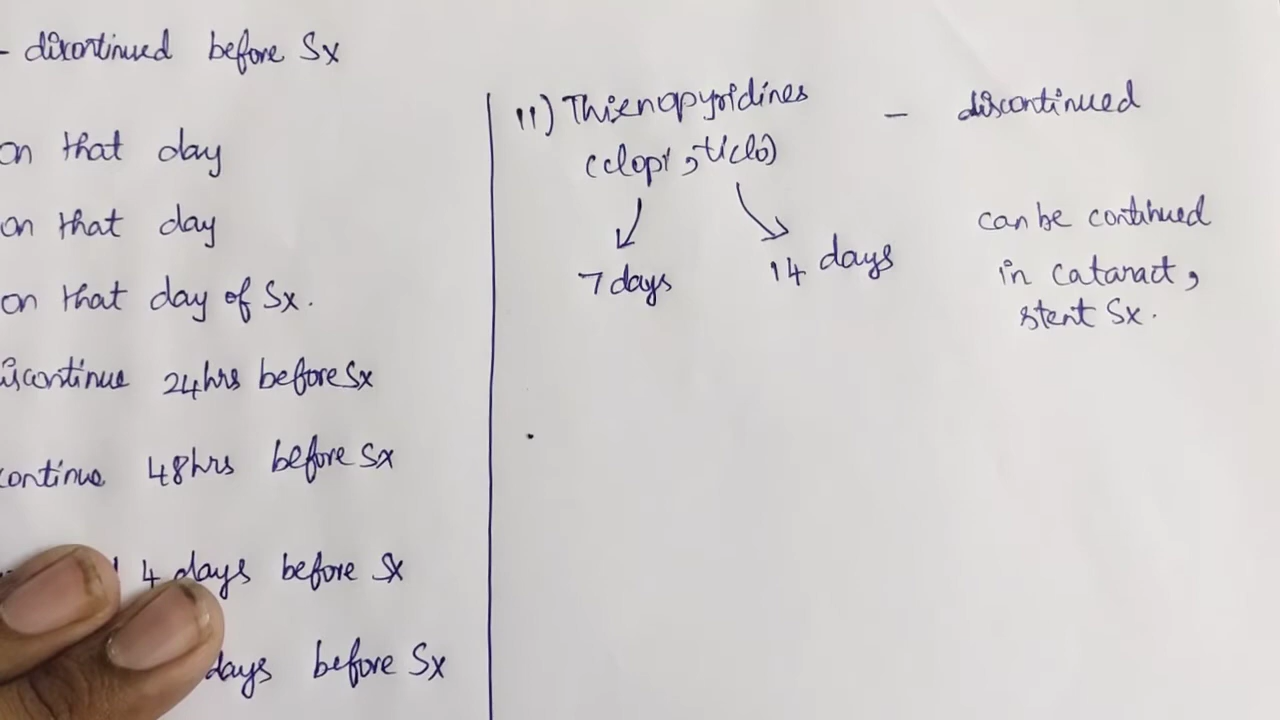 - discontinued before Sx
on that day
on that day
on that day of Sx.
iscontinue 24hrs before Sx
continue 48hrs before Sx
4 days before Sx
days before Sx
11) Thienopyridines - discontinued
(clopi, ticlo)
7 days 14 days
can be continued
in cataract,
stent Sx.